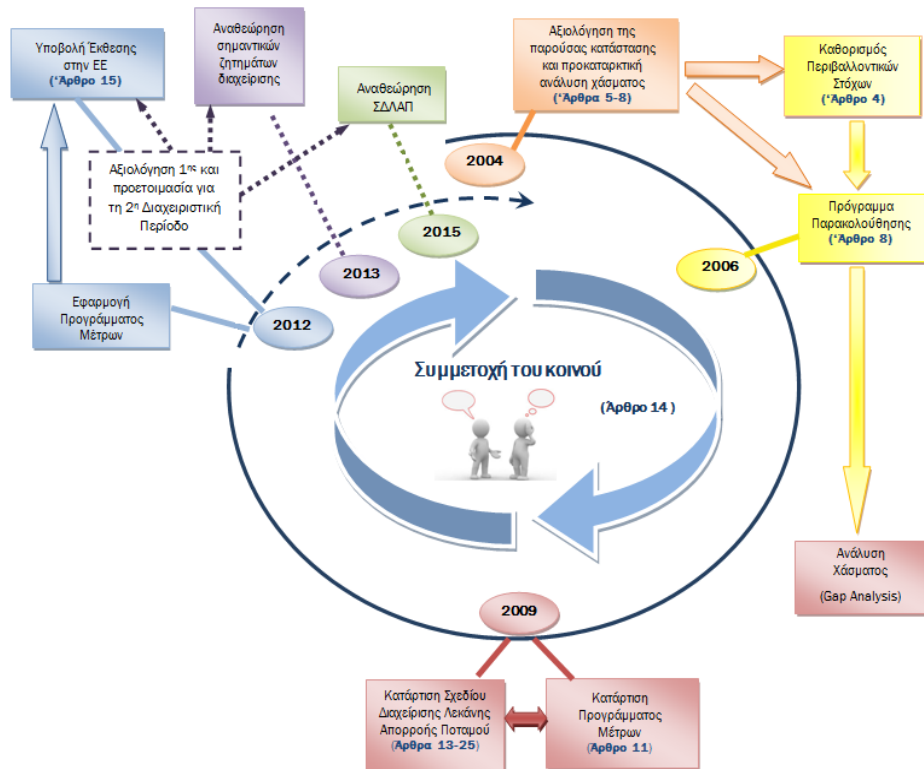 Υποβολή Έκθεσης
στην ΕΕ
(‘Άρθρο 15)
Αναθεώρηση
σημαντικών
ζητημάτων
διαχείρισης
Αναθεώρηση
ΣΔΛΑΠ
Αξιολόγηση της
παρούσας κατάστασης
και προκαταρκτική
ανάλυση χάσματος
(‘Άρθρα 5-8)
Καθορισμός
Περιβαλλοντικών
Στόχων
(‘Άρθρο 4)
Αξιολόγηση 1ης και
προετοιμασία για
τη 2η Διαχειριστική
Περίοδο
2004
Πρόγραμμα
Παρακολούθησης
(‘Άρθρο 8)
2015
2006
2013
Εφαρμογή
Προγράμματος
Μέτρων
2012
Συμμετοχή του κοινού
(Άρθρο 14 )
Ανάλυση
Χάσματος
(Gap Analysis)
2009
Κατάρτιση Σχεδίου
Διαχείρισης Λεκάνης
Απορροής Ποταμού
(Άρθρα 13-25)
Κατάρτιση
Προγράμματος
Μέτρων
(Άρθρο 11)